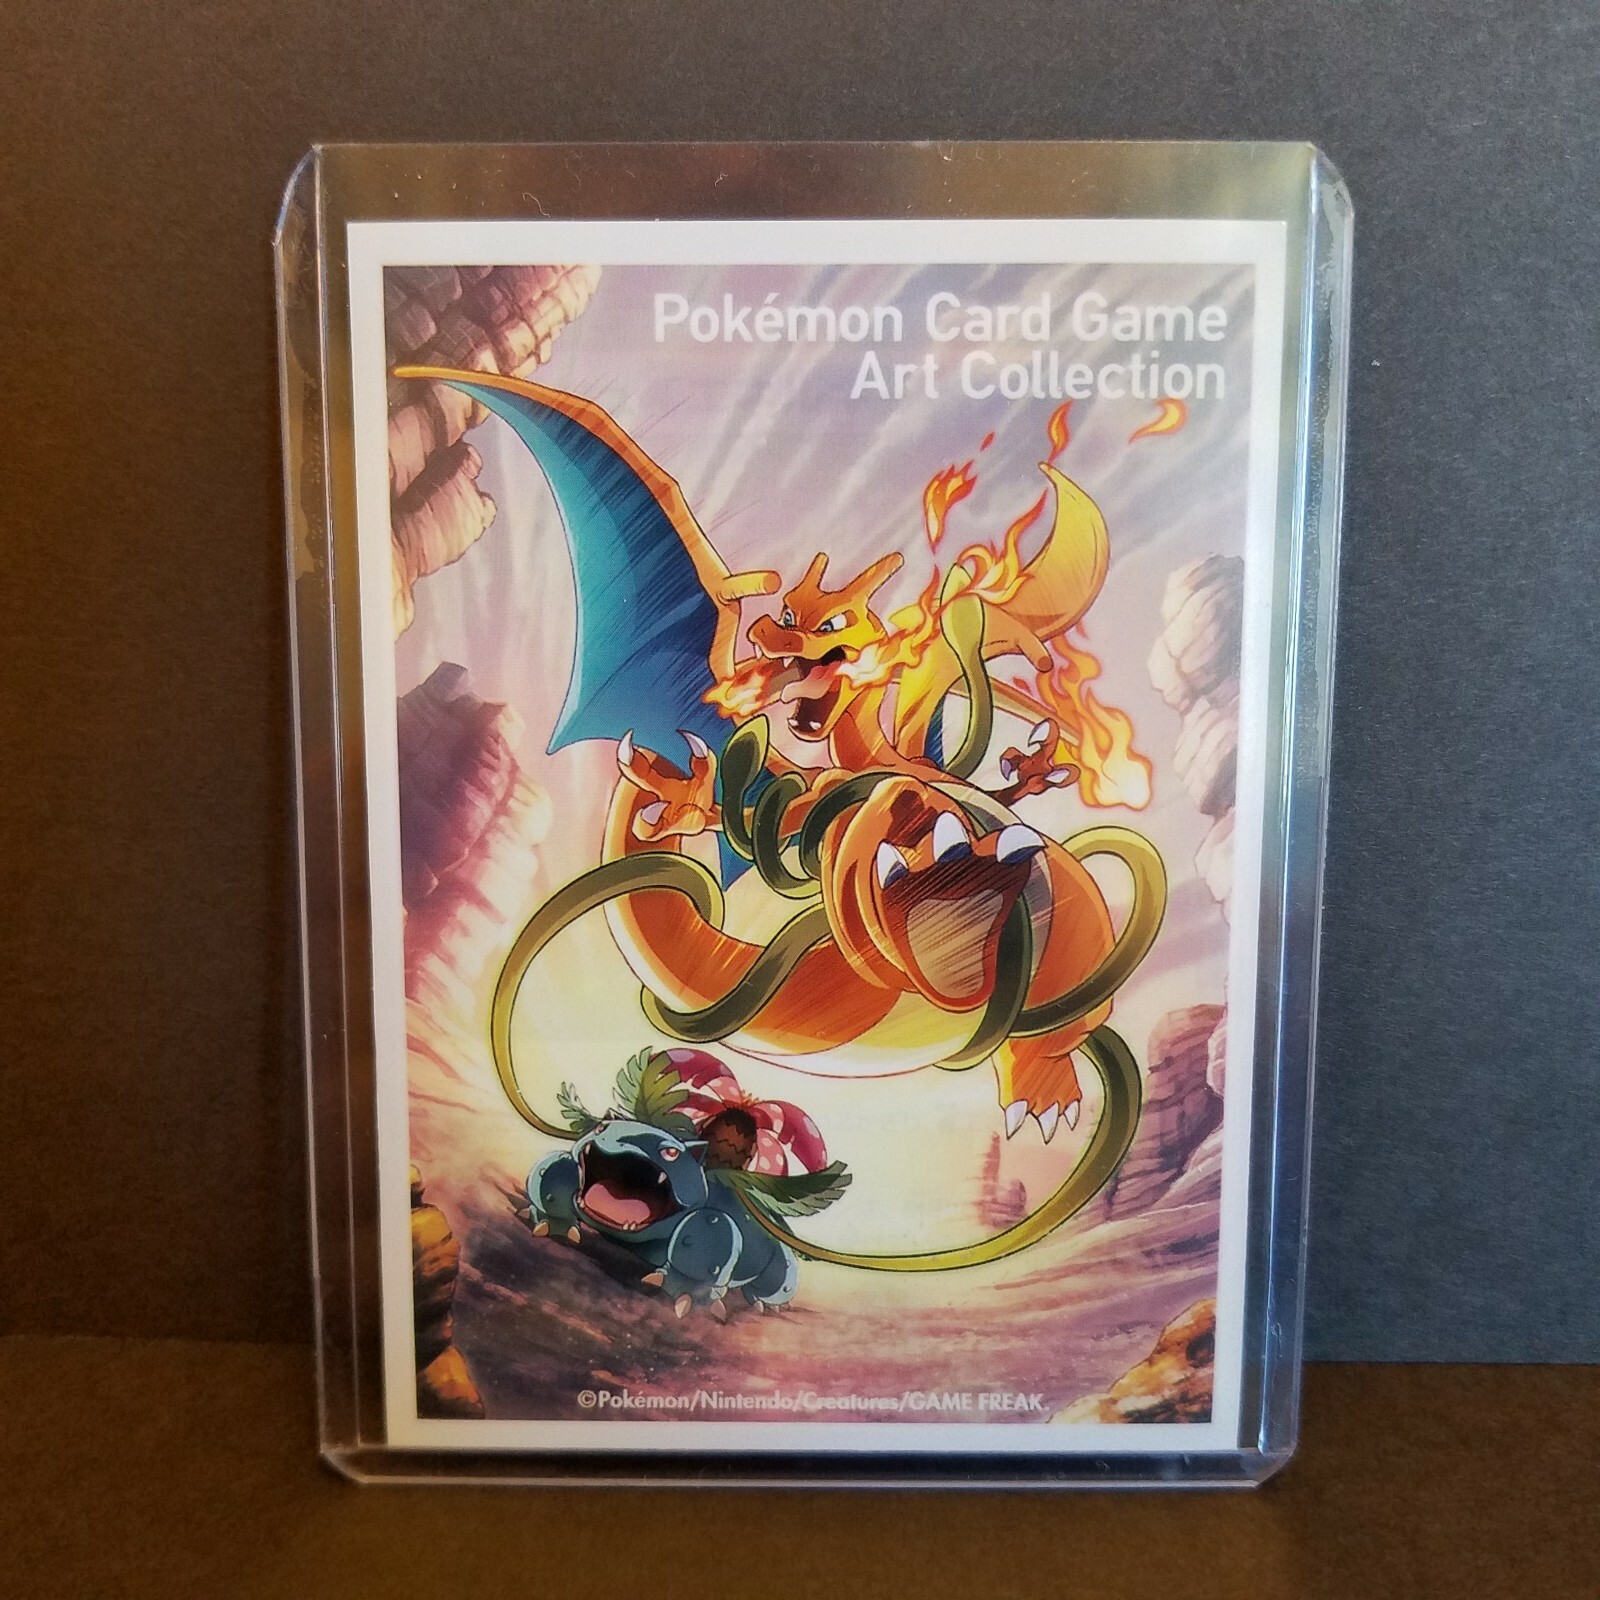 Pokémon Card Game
Art Collection
©Pokémon/Nintendo/Creatures/GAME FREAK.